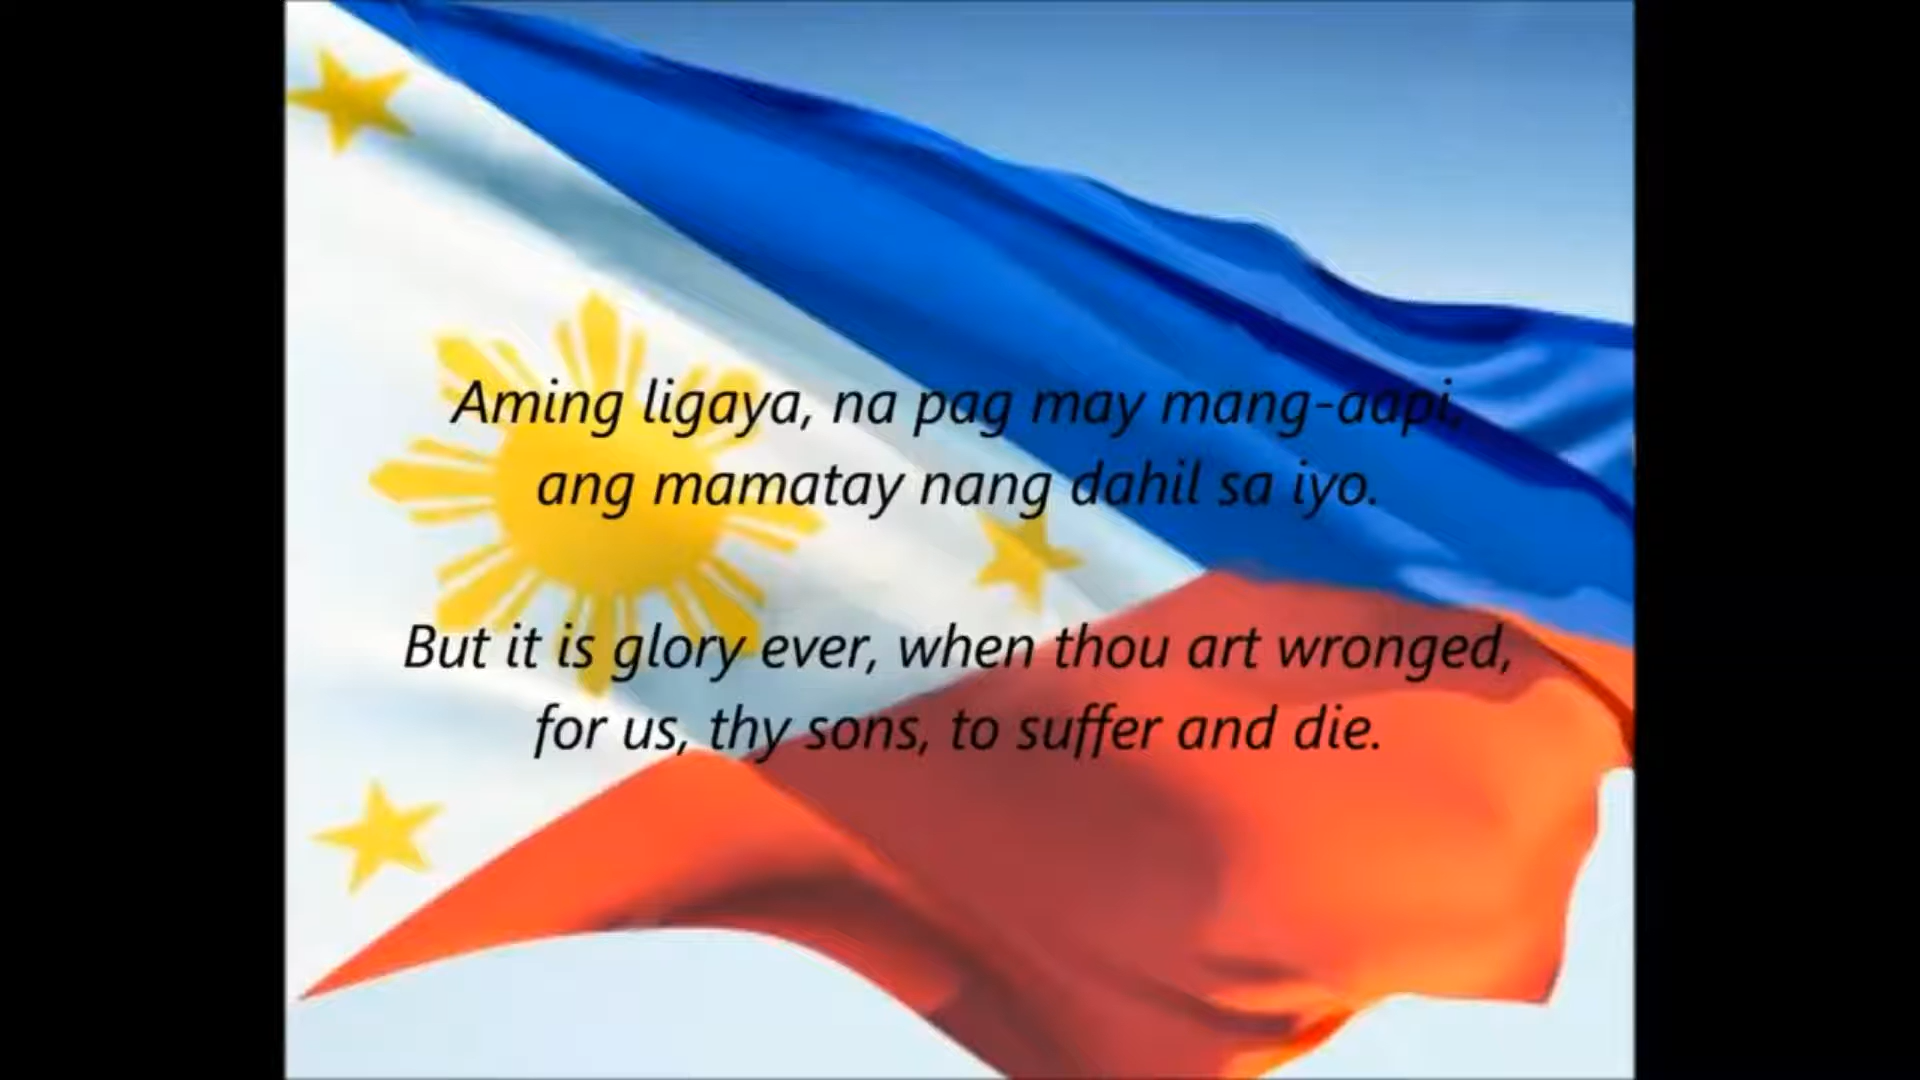 Aming ligaya, na pag may mang-aapi,
ang mamatay nang dahil sa iyo.
But it is glory ever, when thou art wronged,
for us, thy sons, to suffer and die.